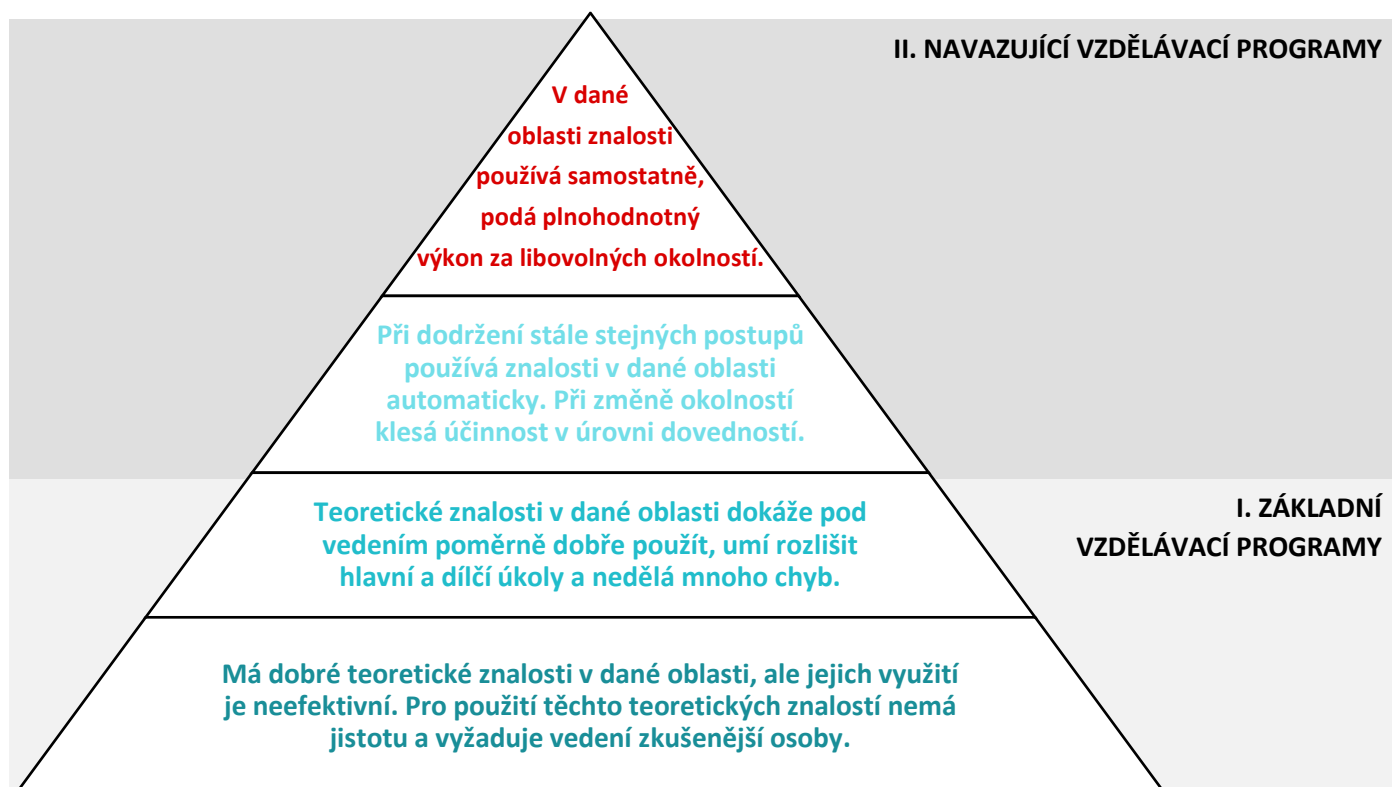 II. NAVAZUJÍCÍ VZDĚLÁVACÍ PROGRAMY
V dané
oblasti znalosti
používá samostatně,
podá plnohodnotný
výkon za libovolných okolností.
Při dodržení stále stejných postupů
používá znalosti v dané oblasti
automaticky. Při změně okolností
klesá účinnost v úrovni dovedností.
I. ZÁKLADNÍ
VZDĚLÁVACÍ PROGRAMY
Teoretické znalosti v dané oblasti dokáže pod
vedením poměrně dobře použít, umí rozlišit
hlavní a dílčí úkoly a nedělá mnoho chyb.
Má dobré teoretické znalosti v dané oblasti, ale jejich využití
je neefektivní. Pro použití těchto teoretických znalostí nemá
jistotu a vyžaduje vedení zkušenější osoby.